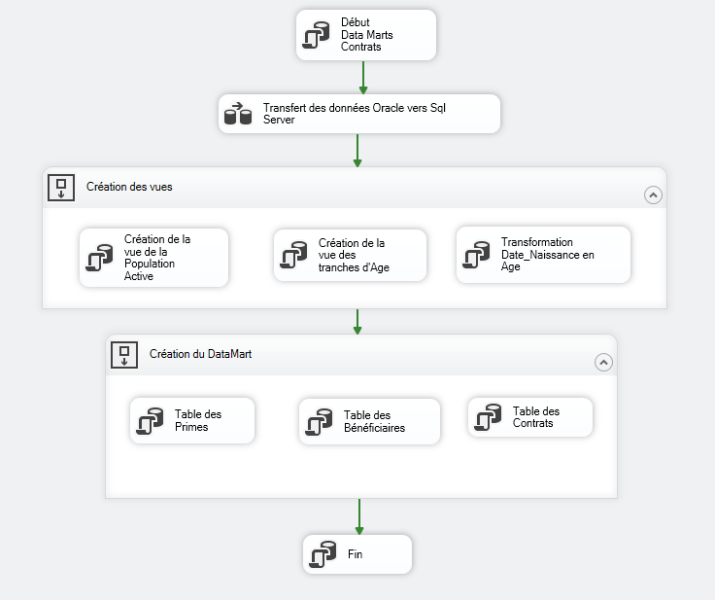 Début
Data Marts
Contrats
Transfert des données Oracle vers Sql
Server
Création des vues
Création de la
vue de la
Population
Active
Création de la
vue des
tranches d'Age
Transformation
Date_Naissance en
Age
Création du DataMart
Table des
Primes
Table des
Bénéficiaires
Table des
Contrats
Fin